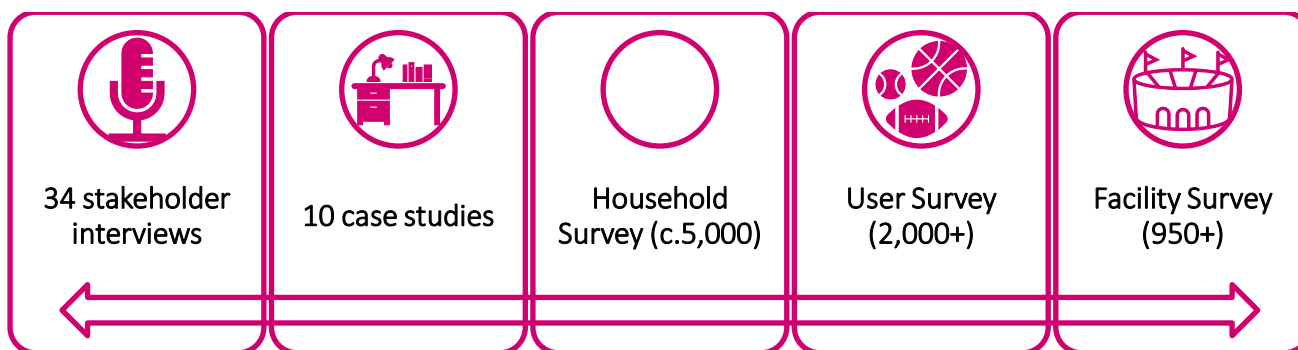 34 stakeholder
interviews
10 case studies
Household
Survey (c.5,000)
User Survey
(2,000+)
Facility Survey
(950+)